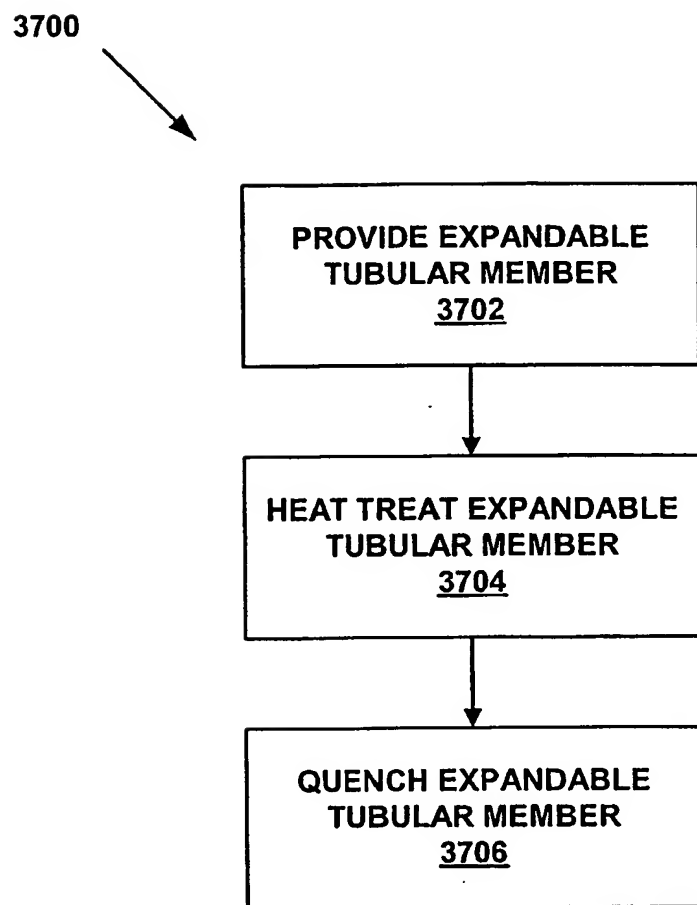 3700
PROVIDE EXPANDABLE
TUBULAR MEMBER
3702
HEAT TREAT EXPANDABLE
TUBULAR MEMBER
3704
QUENCH EXPANDABLE
TUBULAR MEMBER
3706